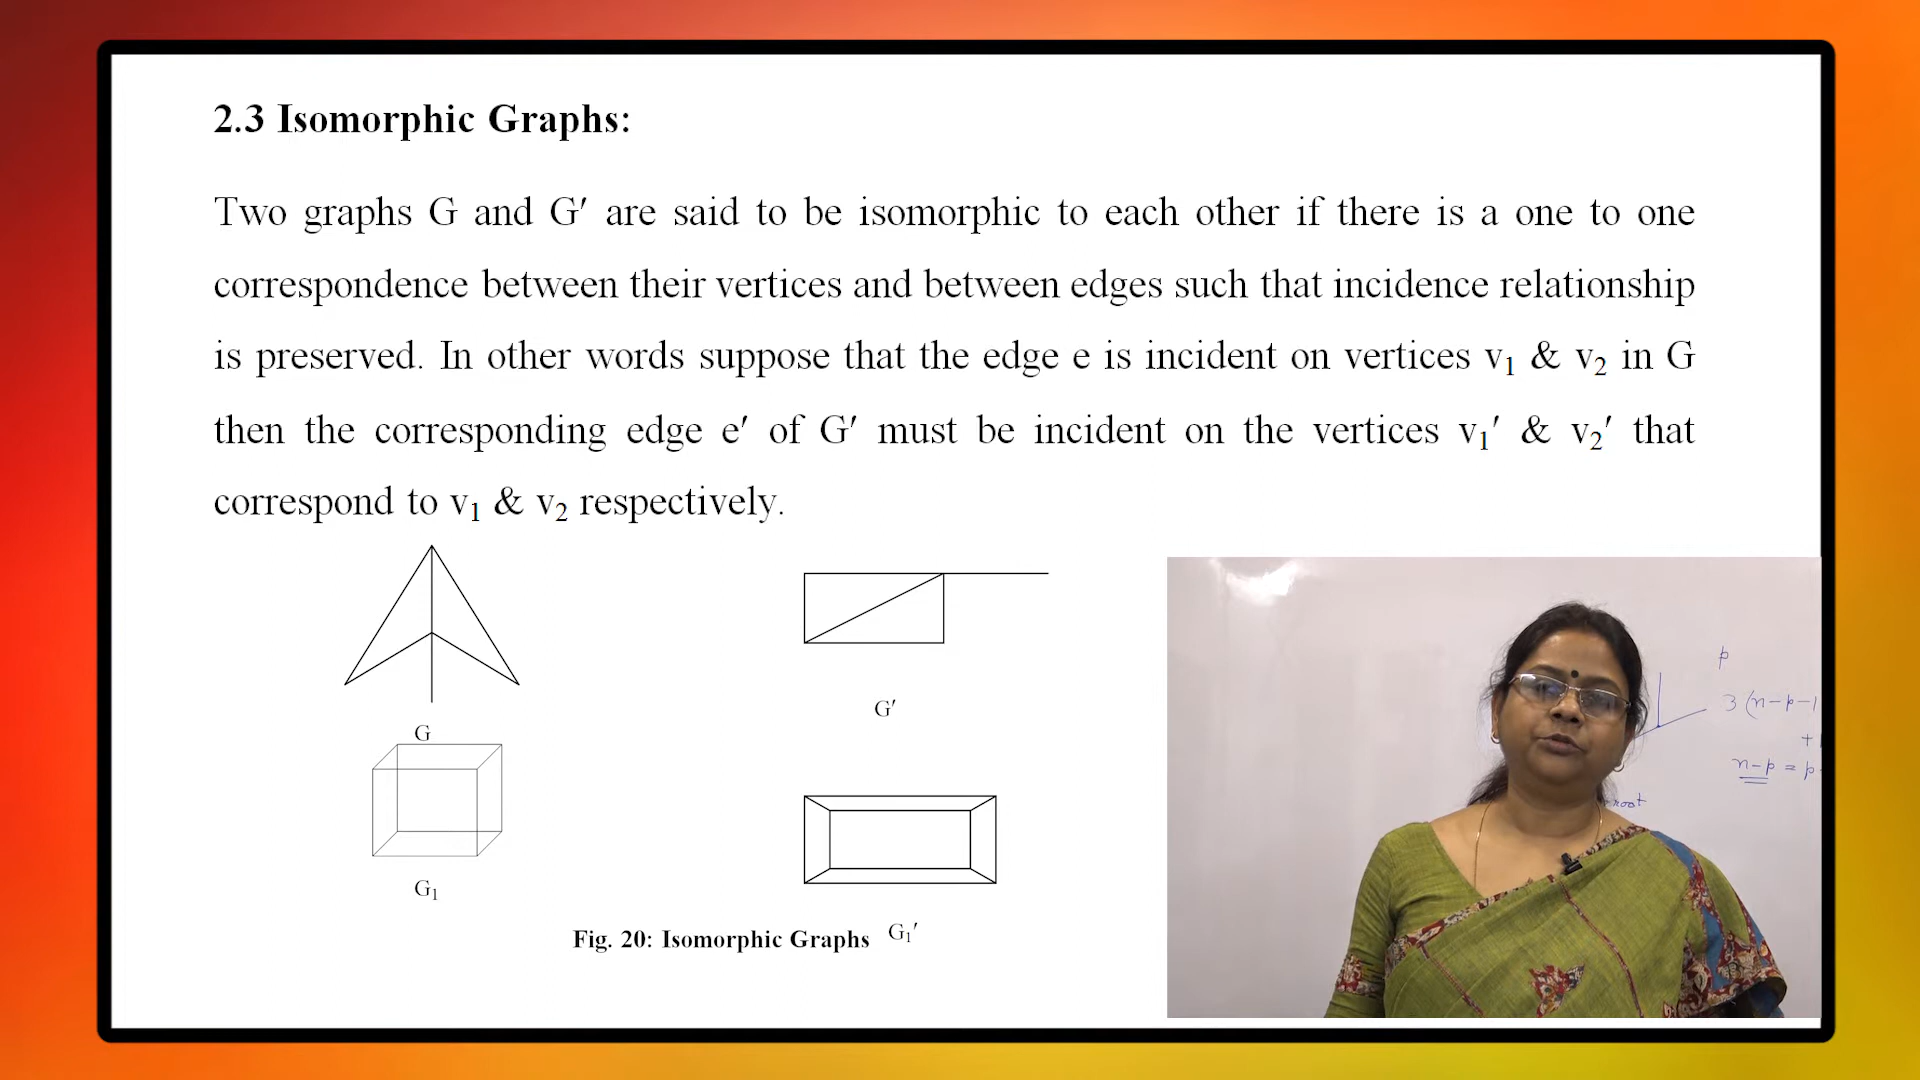 2.3 Isomorphic Graphs:
Two graphs G and G′ are said to be isomorphic to each other if there is a one to one
correspondence between their vertices and between edges such that incidence relationship
is preserved. In other words suppose that the edge e is incident on vertices v₁ & v₂ in G
then the corresponding edge e′ of G′ must be incident on the vertices v₁′ & v₂′ that
correspond to v₁ & v₂ respectively.
G
G′
G₁
G₁′
Fig. 20: Isomorphic Graphs
p
3 (n-p-1
+
n-p = p
root